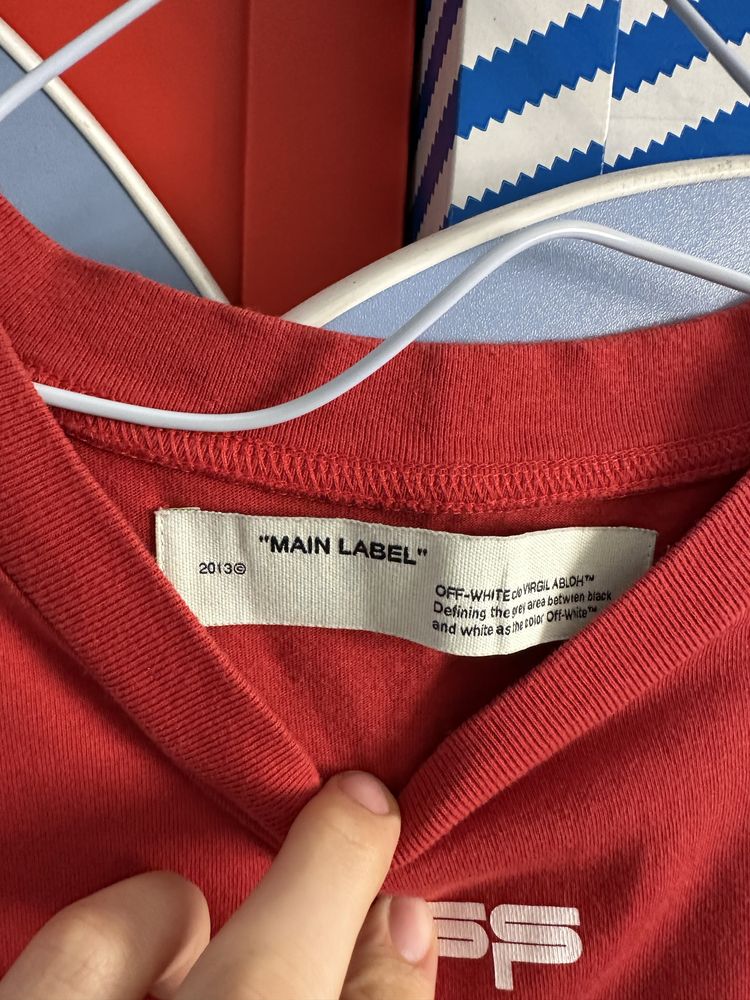 "MAIN LABEL"
2013©
OFF-WHITE c/o VIRGIL ABLOH™
Defining the grey area between black
and white as the color Off-White™